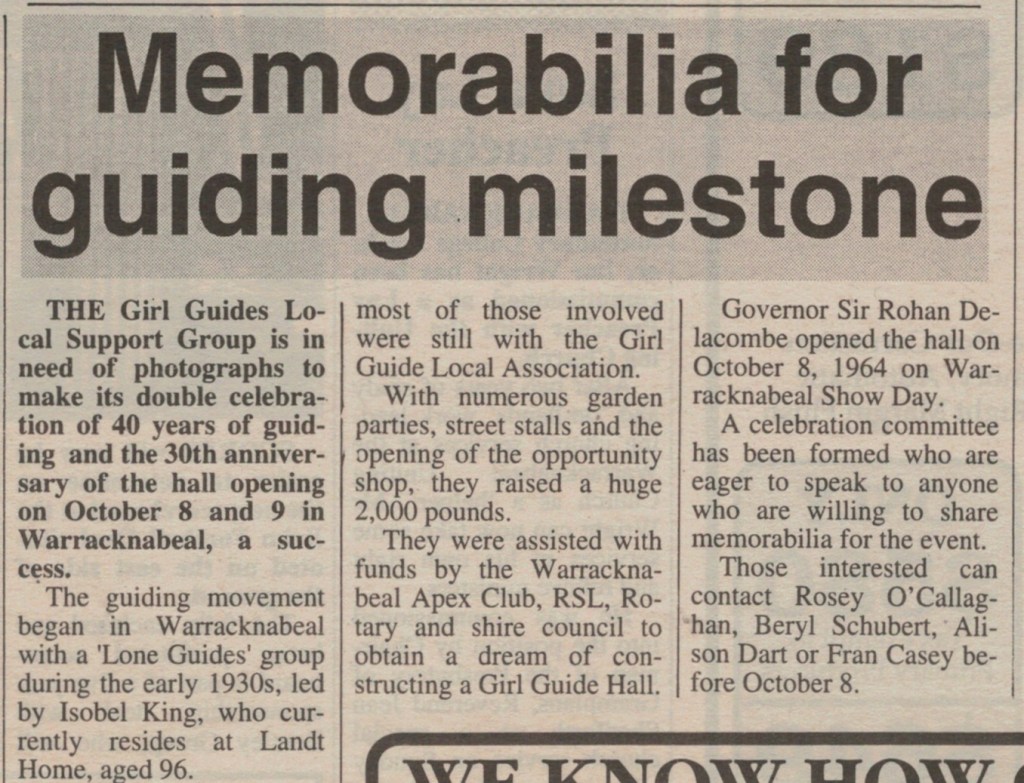 Memorabilia for
guiding milestone
THE Girl Guides Lo-
cal Support Group is in
need of photographs to
make its double celebra-
tion of 40 years of guid-
ing and the 30th anniver-
sary of the hall opening
on October 8 and 9 in
Warracknabeal, a suc-
cess.
The guiding movement
began in Warracknabeal
with a 'Lone Guides' group
during the early 1930s, led
by Isobel King, who cur-
rently resides at Landt
Home, aged 96.
most of those involved
were still with the Girl
Guide Local Association.
With numerous garden
parties, street stalls and the
opening of the opportunity
shop, they raised a huge
2,000 pounds.
They were assisted with
funds by the Warrackna-
beal Apex Club, RSL, Ro-
tary and shire council to
obtain a dream of con-
structing a Girl Guide Hall.
Governor Sir Rohan De-
lacombe opened the hall on
October 8, 1964 on War-
racknabeal Show Day.
A celebration committee
has been formed who are
eager to speak to anyone
who are willing to share
memorabilia for the event.
Those interested can
contact Rosey O'Callag-
han, Beryl Schubert, Ali-
son Dart or Fran Casey be-
fore October 8.
WE KNOW HOW